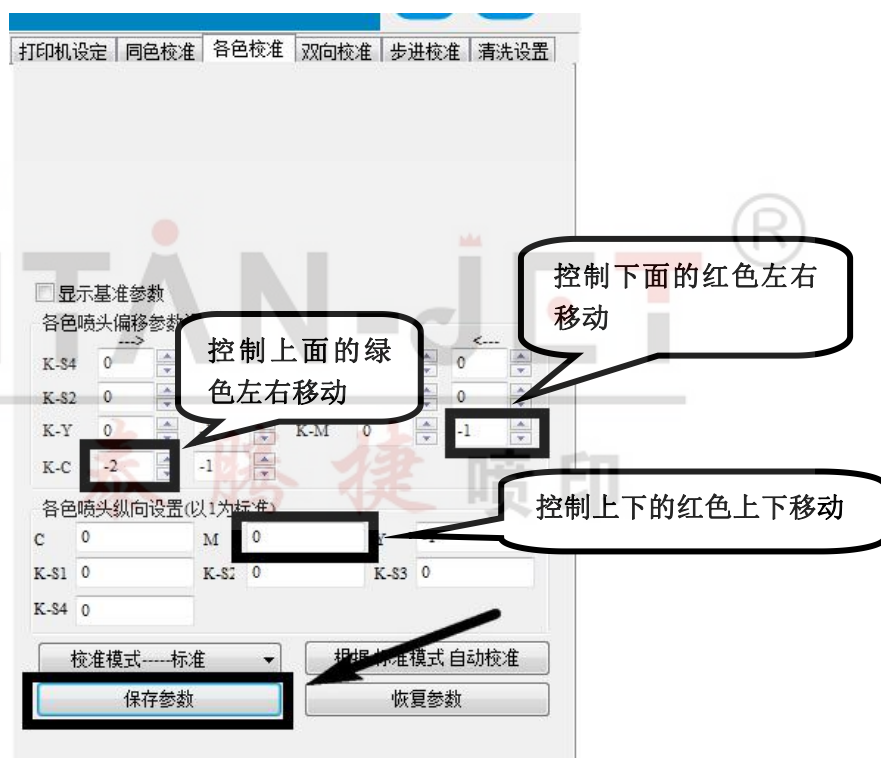 打印机设定 同色校准 各色校准 双向校准 步进校准 清洗设置
®
TAN-JET
控制下面的红色左右
移动
显示基准参数
各色喷头偏移参数
---> <---
控制上面的绿
色左右移动
K-S4 0 0
K-S2 0 0
K-Y 0 K-M 0 -1
K-C -2 -1
泰腾捷喷印
各色喷头纵向设置(以1为标准)
控制上下的红色上下移动
C 0 M 0 Y
K-S1 0 K-S2 0 K-S3 0
K-S4 0
校准模式-----标准 根据 标准模式 自动校准
保存参数 恢复参数